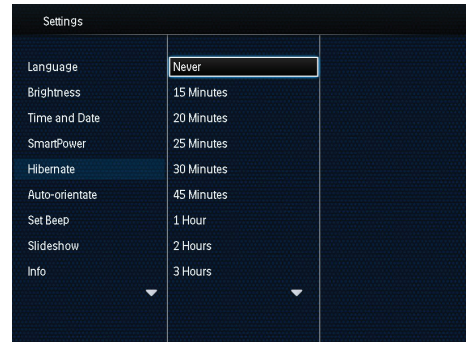 Settings
Language
Brightness
Time and Date
SmartPower
Hibernate
Auto-orientate
Set Beep
Slideshow
Info
Never
15 Minutes
20 Minutes
25 Minutes
30 Minutes
45 Minutes
1 Hour
2 Hours
3 Hours